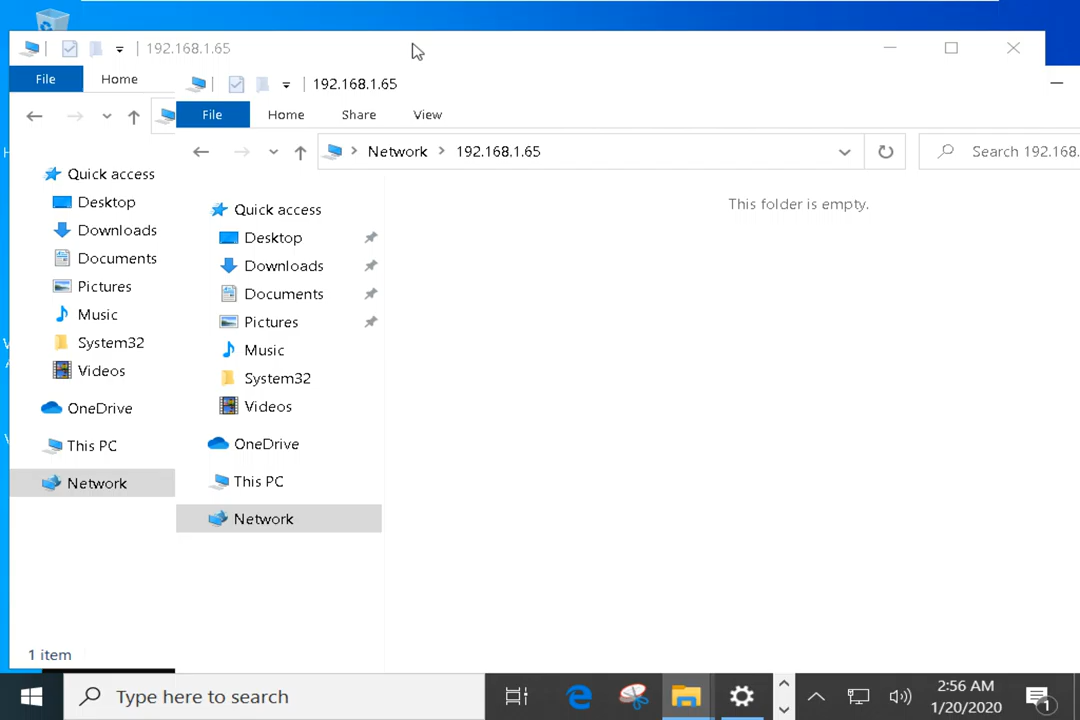 192.168.1.65
File Home
192.168.1.65
File Home Share View
Network 192.168.1.65
Search 192.168.
Quick access
Desktop
Downloads
Documents
Pictures
Music
System32
Videos
OneDrive
This PC
Network
1 item
Quick access
Desktop
Downloads
Documents
Pictures
Music
System32
Videos
OneDrive
This PC
Network
This folder is empty.
Type here to search
2:56 AM
1/20/2020
1